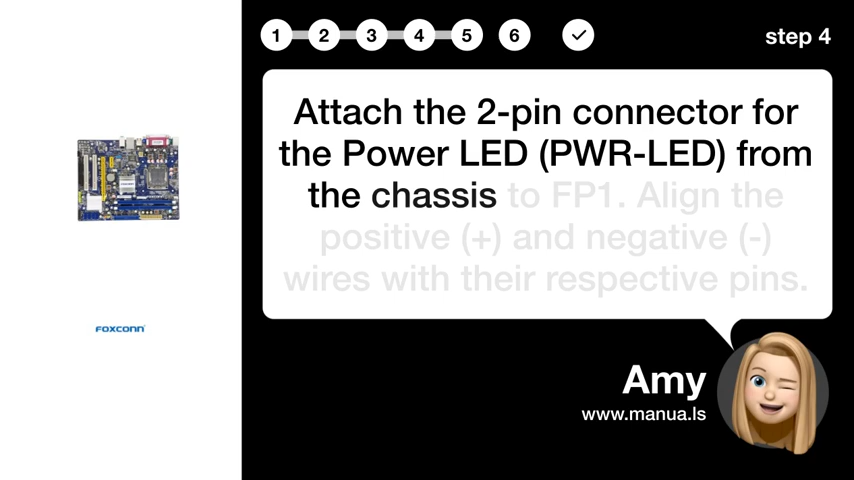 1 2 3 4 5 6
step 4
Attach the 2-pin connector for
the Power LED (PWR-LED) from
the chassis to FP1. Align the
positive (+) and negative (-)
wires with their respective pins.
FOXCONN
Amy
www.manua.ls